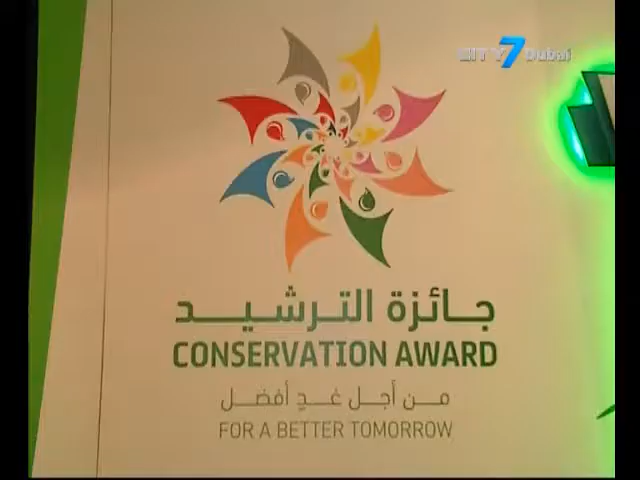 CITY 7 Dubai
جائزة الترشيد
CONSERVATION AWARD
من أجل غدٍ أفضل
FOR A BETTER TOMORROW